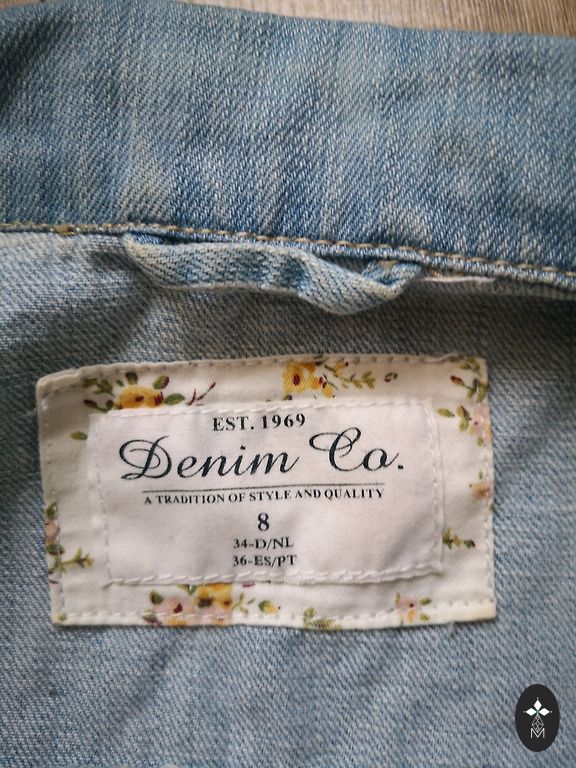 EST. 1969
Denim Co.
A TRADITION OF STYLE AND QUALITY
8
34-D/NL
36-ES/PT
M